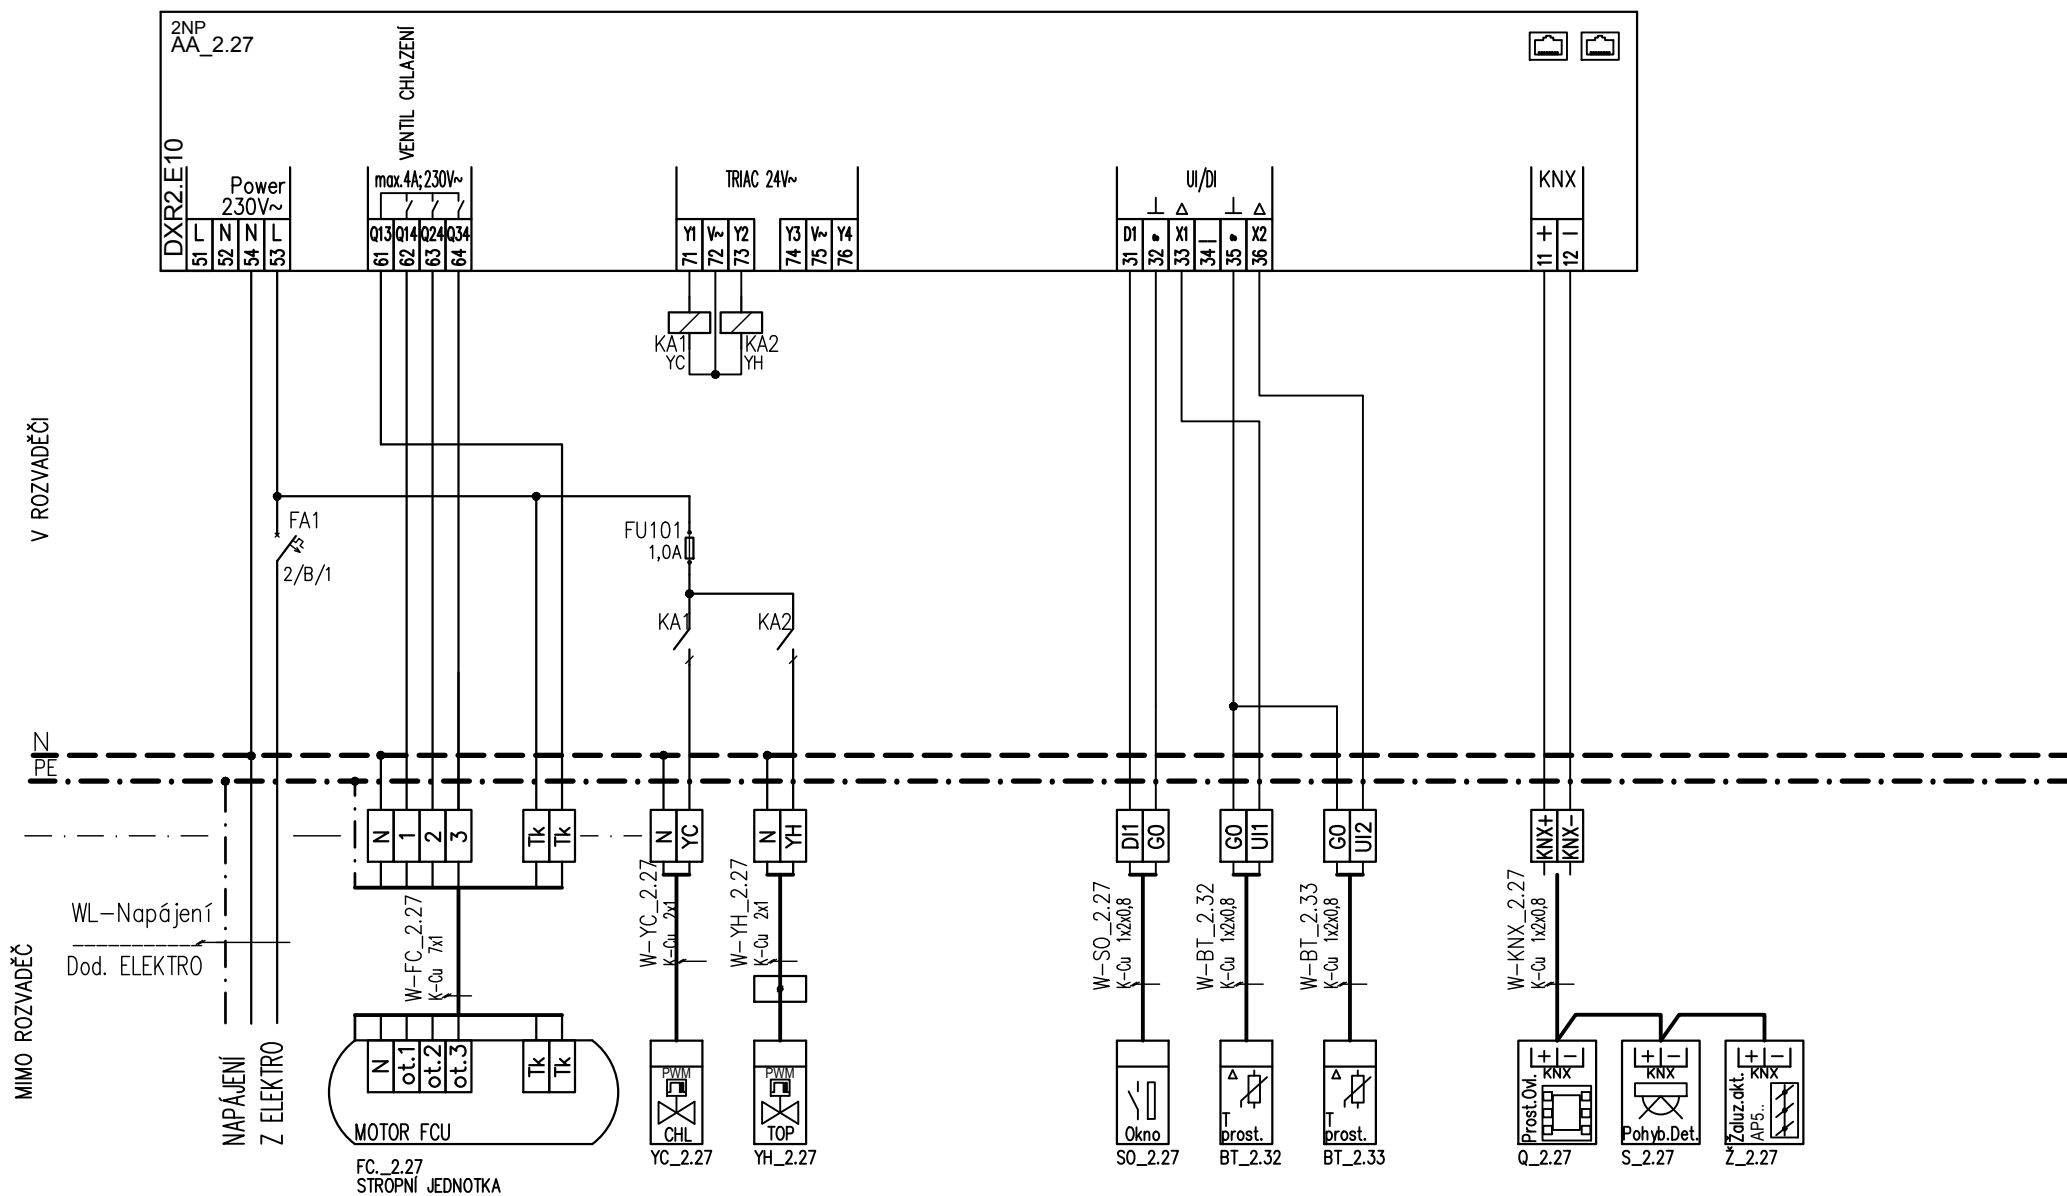 2NP
AA_2.27
DXR2.E10
VENTIL CHLAZENÍ
Power
230V~
max.4A;230V~
TRIAC 24V~
UI/DI
KNX
L N N L
51 52 54 53
Q13 Q14 Q24 Q34
61 62 63 64
Y1 V~ Y2
71 72 73
Y3 V~ Y4
74 75 76
D1 X1 X2
31 32 33 34 35 36
+ −
11 12
KA1
YC
KA2
YH
V ROZVADĚČI
FA1
2/B/1
FU101
1,0A
KA1
KA2
N
PE
N 1 2 3
Tk Tk
N YC
N YH
DI1 GO
GO UI1
GO UI2
KNX+ KNX-
MIMO ROZVADĚČ
WL-Napájení
Dod. ELEKTRO
NAPÁJENÍ
Z ELEKTRO
W-FC_2.27
K-Cu 7x1
W-YC_2.27
K-Cu 2x1
W-YH_2.27
K-Cu 2x1
W-SO_2.27
K-Cu 1x2x0,8
W-BT_2.32
K-Cu 1x2x0,8
W-BT_2.33
K-Cu 1x2x0,8
W-KNX_2.27
K-Cu 1x2x0,8
N ot.1 ot.2 ot.3
Tk Tk
MOTOR FCU
FC._2.27
STROPNÍ JEDNOTKA
PWM
CHL
YC_2.27
PWM
TOP
YH_2.27
Okno
SO_2.27
T
prost.
BT_2.32
T
prost.
BT_2.33
+ −
KNX
Prost.Ovl.
Q_2.27
+ −
KNX
Pohyb.Det.
S_2.27
+ −
KNX
Žaluz.akt.
AP5..
Ž_2.27